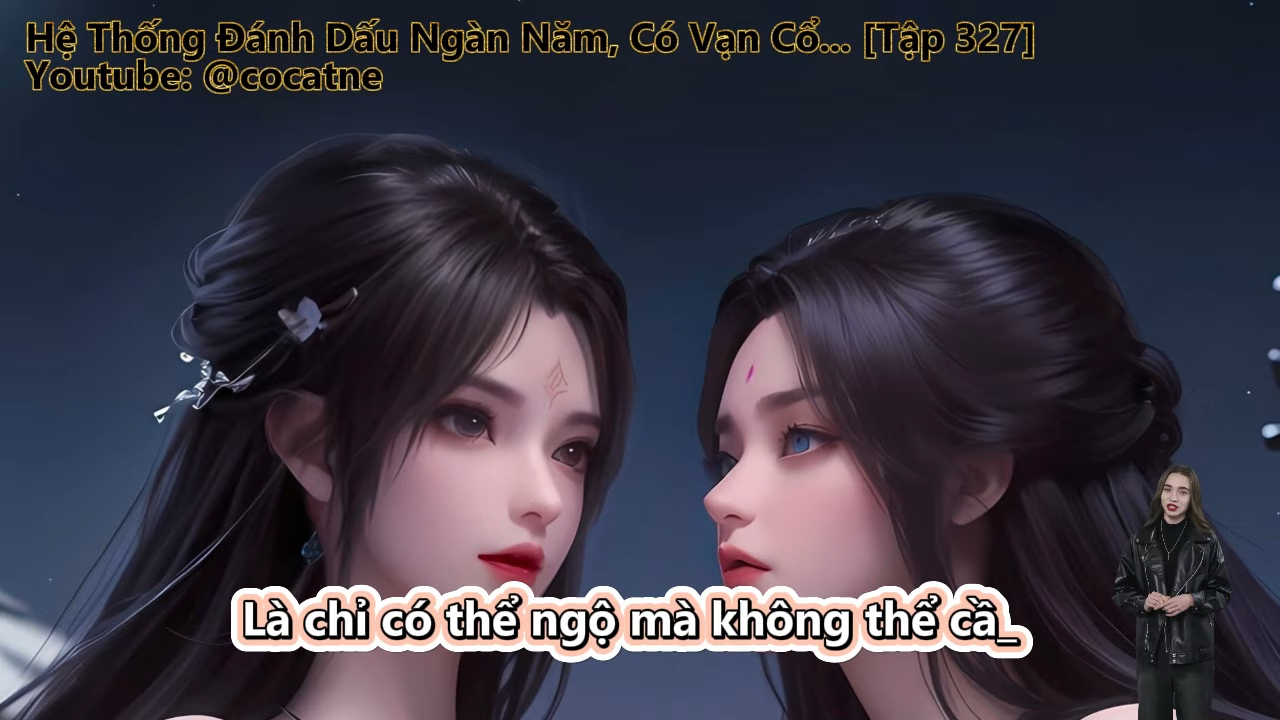 Hệ Thống Đánh Dấu Ngàn Năm, Có Vạn Cổ... [Tập 327]
Youtube: @cocatne
Là chỉ có thể ngộ mà không thể cầ_